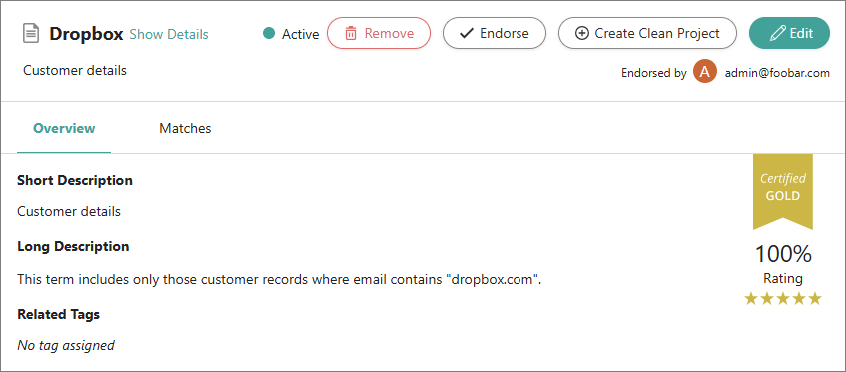 Dropbox Show Details Active Remove Endorse Create Clean Project Edit
Customer details Endorsed by A admin@foobar.com
Overview Matches
Short Description
Customer details
Long Description
This term includes only those customer records where email contains "dropbox.com".
Related Tags
No tag assigned
Certified
GOLD
100%
Rating